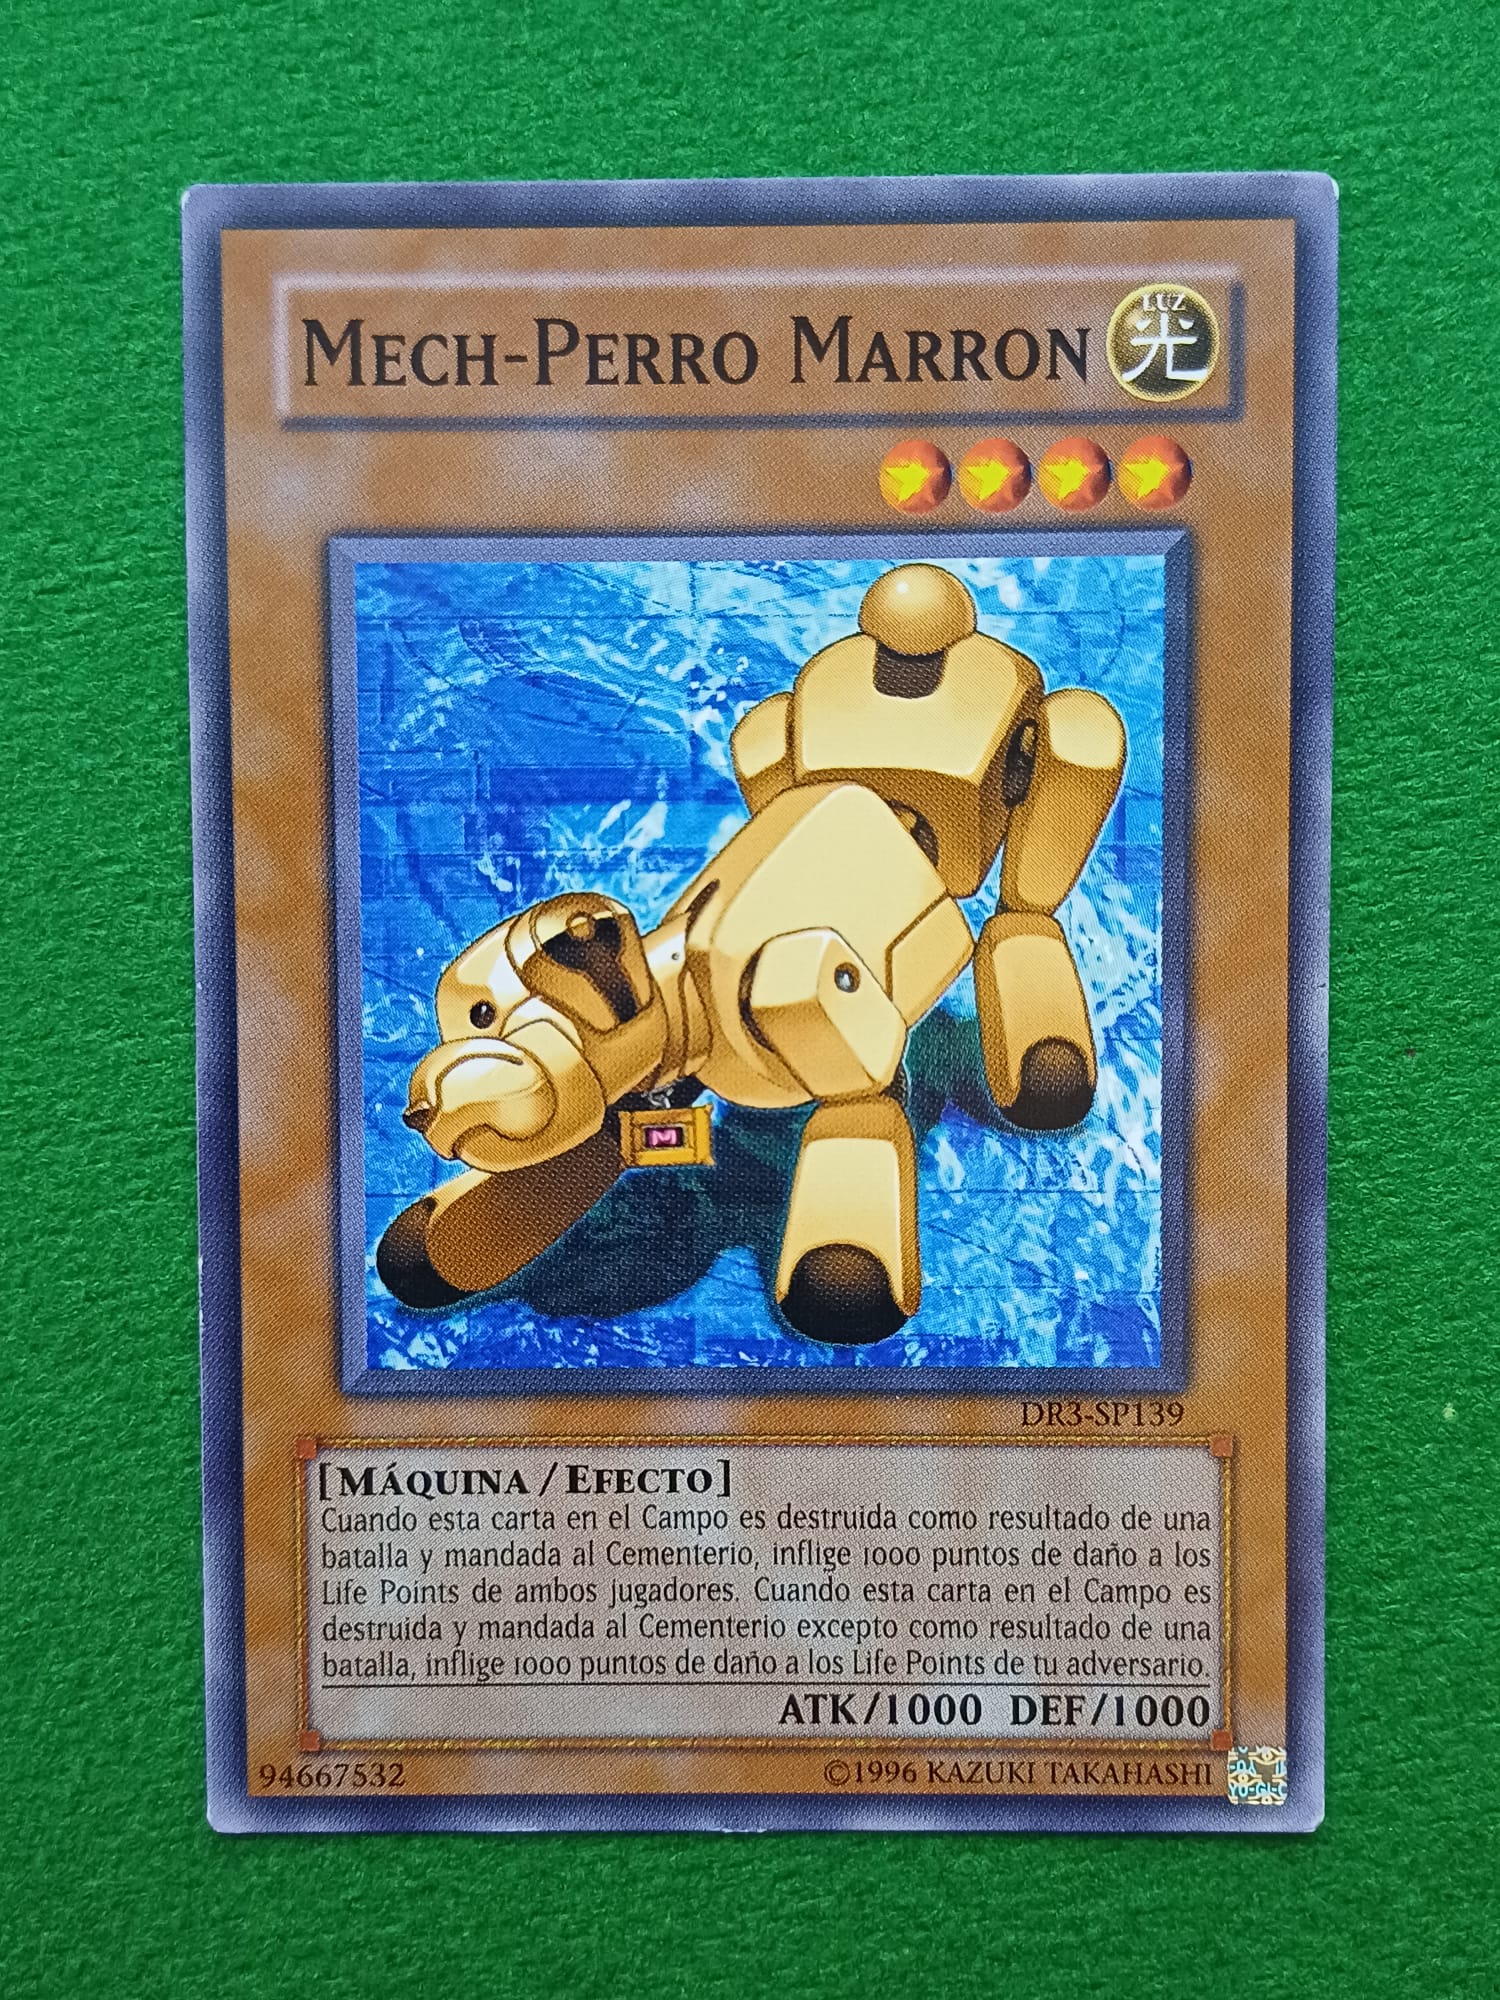 MECH-PERRO MARRON
LUZ
光
M
DR3-SP139
[MÁQUINA / EFECTO]
Cuando esta carta en el Campo es destruida como resultado de una
batalla y mandada al Cementerio, inflige 1000 puntos de daño a los
Life Points de ambos jugadores. Cuando esta carta en el Campo es
destruida y mandada al Cementerio excepto como resultado de una
batalla, inflige 1000 puntos de daño a los Life Points de tu adversario.
ATK/1000 DEF/1000
94667532
©1996 KAZUKI TAKAHASHI